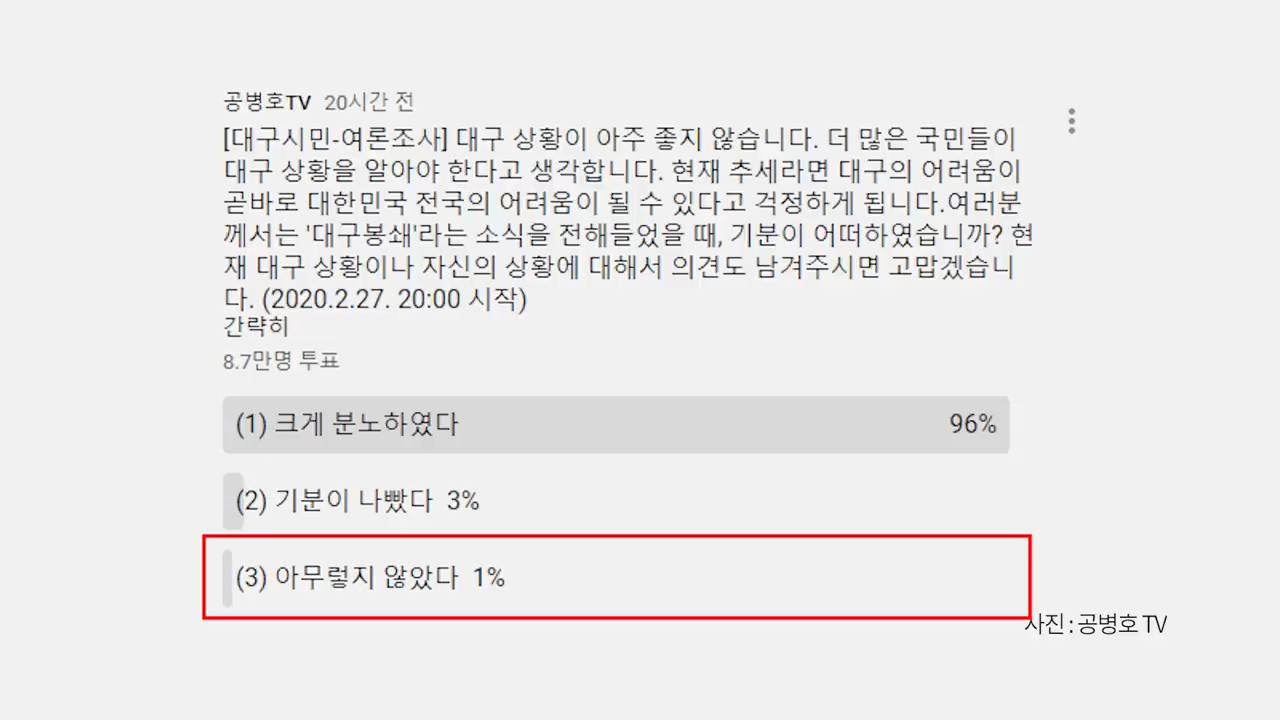 공병호TV 20시간 전
[대구시민-여론조사] 대구 상황이 아주 좋지 않습니다. 더 많은 국민들이
대구 상황을 알아야 한다고 생각합니다. 현재 추세라면 대구의 어려움이
곧바로 대한민국 전국의 어려움이 될 수 있다고 걱정하게 됩니다.여러분
께서는 '대구봉쇄'라는 소식을 전해들었을 때, 기분이 어떠하였습니까? 현
재 대구 상황이나 자신의 상황에 대해서 의견도 남겨주시면 고맙겠습니
다. (2020.2.27. 20:00 시작)
간략히
8.7만명 투표
(1) 크게 분노하였다 96%
(2) 기분이 나빴다 3%
(3) 아무렇지 않았다 1%
사진 : 공병호 TV